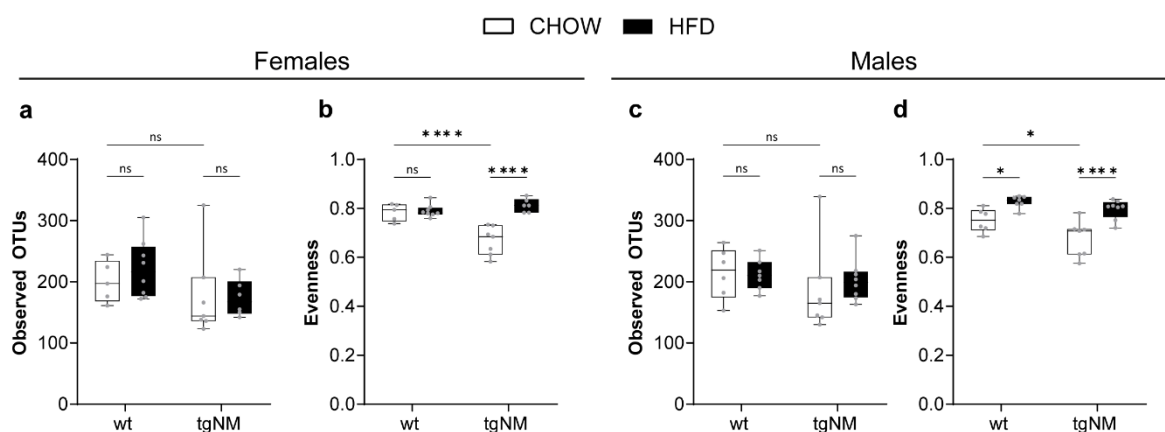 CHOW HFD
Females Males
a b c d
ns
ns ns
400
300
200
100
0
Observed OTUs
wt tgNM
****
ns ****
1.0
0.8
0.6
0.4
0.2
0.0
Evenness
wt tgNM
ns
ns ns
400
300
200
100
0
Observed OTUs
wt tgNM
*
* ****
1.0
0.8
0.6
0.4
0.2
0.0
Evenness
wt tgNM